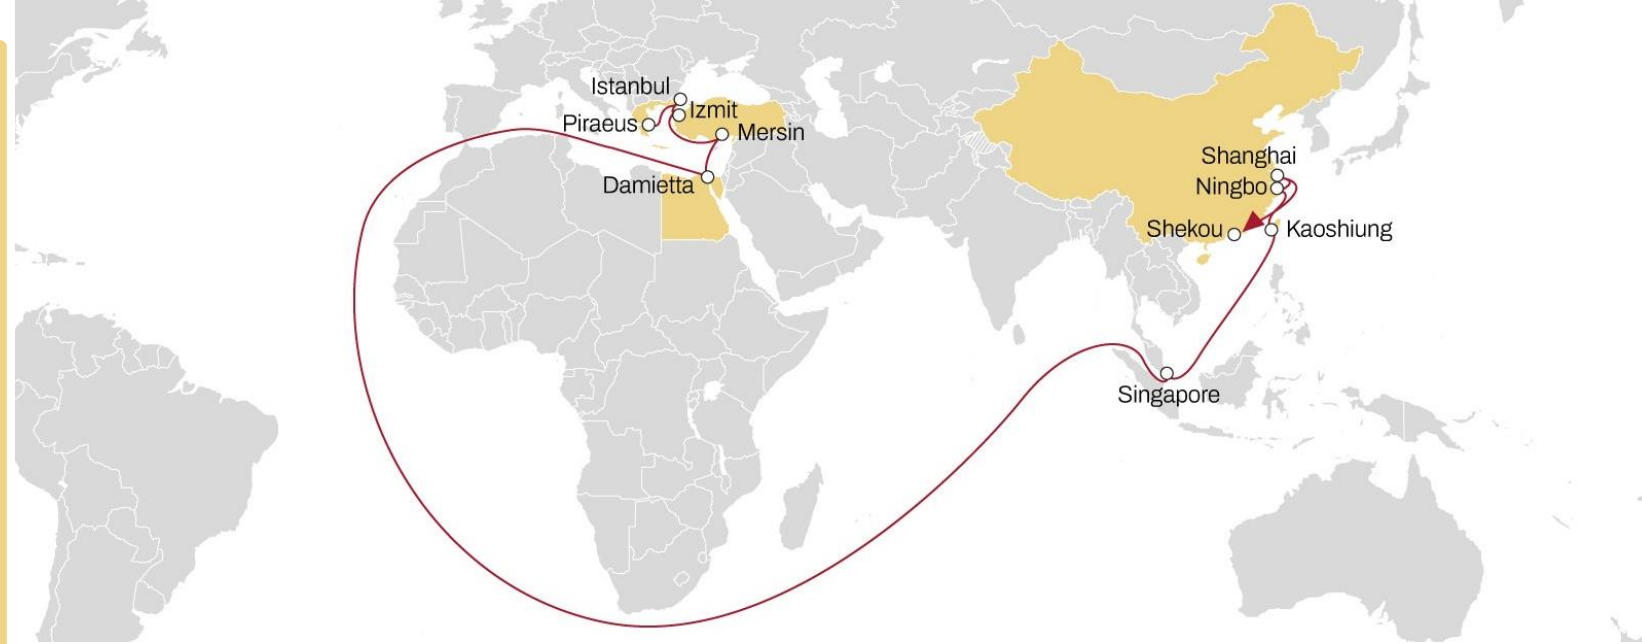 Istanbul
Izmit
Piraeus
Mersin
Shanghai
Damietta
Ningbo
Shekou
Kaoshiung
Singapore